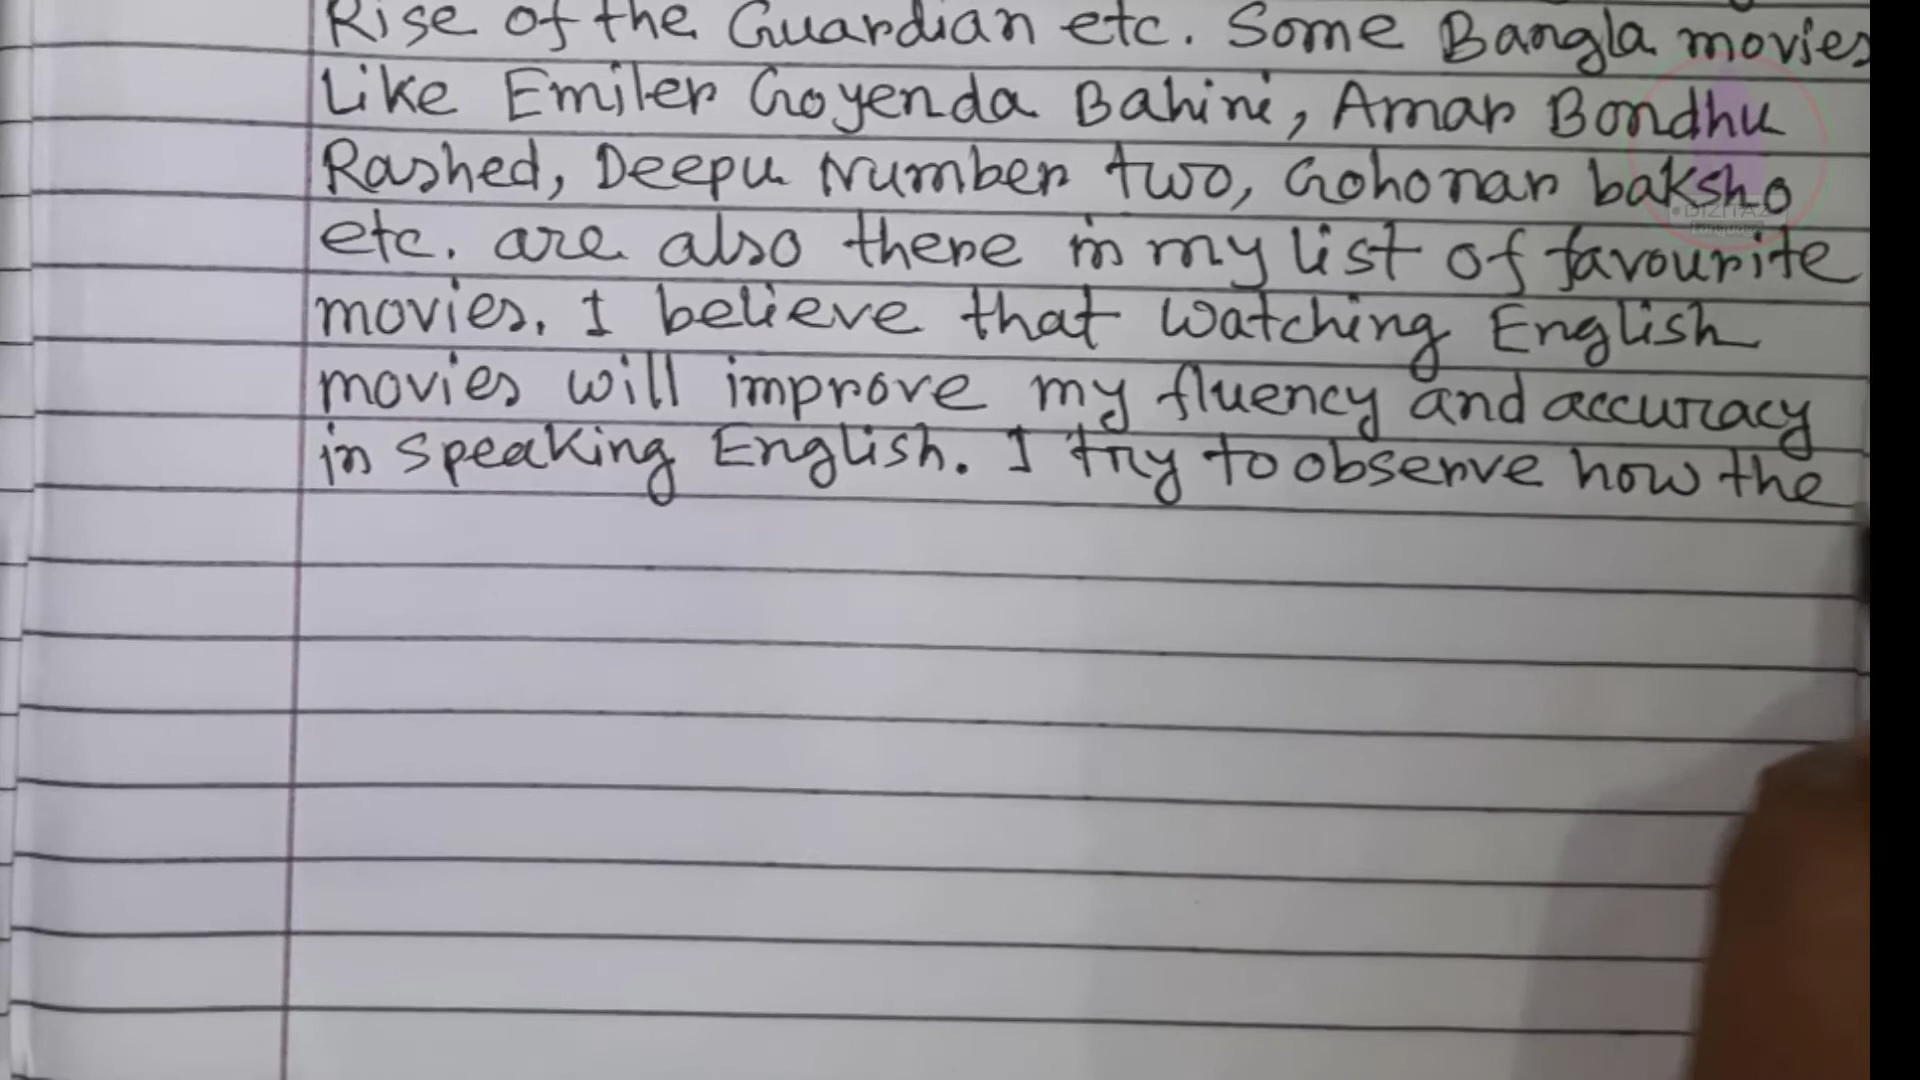 Rise of the Guardian etc. Some Bangla movies
Like Emiler Goyenda Bahini, Amar Bondhu
Rashed, Deepu Number two, Gohonar baksho
etc. are also there in my list of favourite
movies. I believe that watching English
movies will improve my fluency and accuracy
in speaking English. I try to observe how the